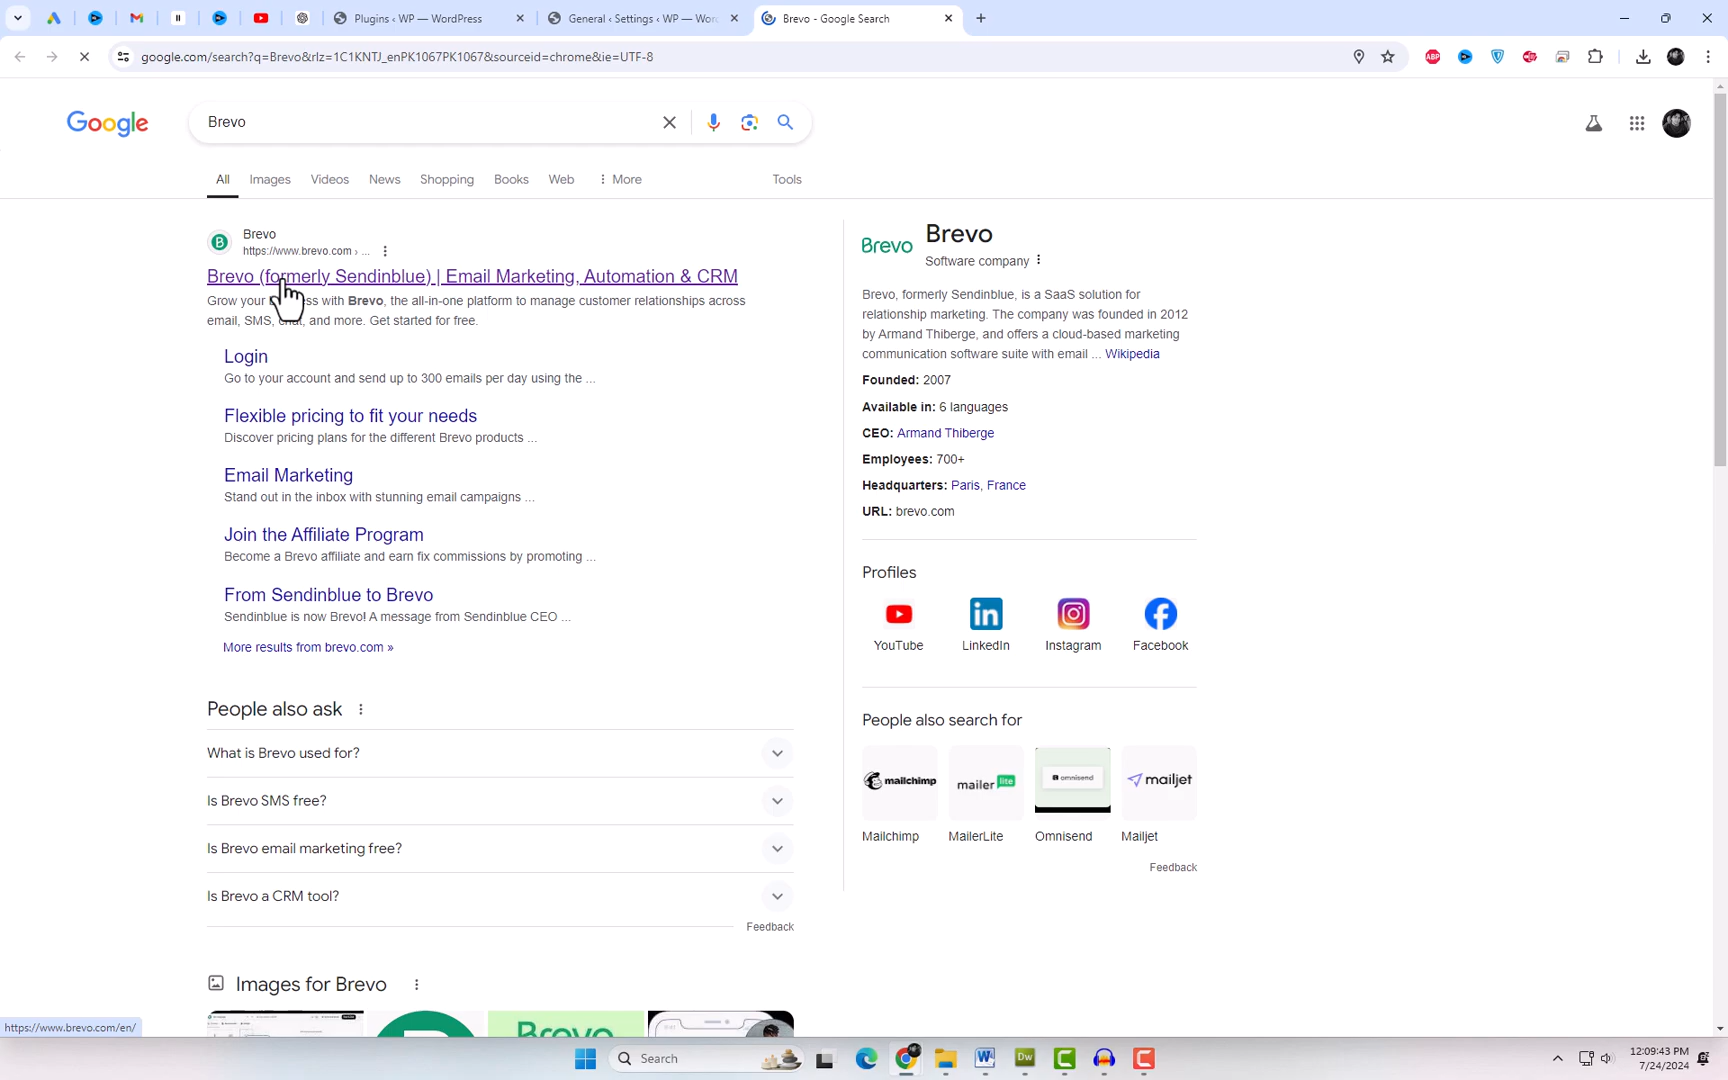 Plugins ‹ WP — WordPress
General ‹ Settings ‹ WP — Wor
Brevo - Google Search
google.com/search?q=Brevo&rlz=1C1KNTJ_enPK1067PK1067&sourceid=chrome&ie=UTF-8
ABP
Google
Brevo
All
Images
Videos
News
Shopping
Books
Web
More
Tools
B
Brevo
https://www.brevo.com › ...
Brevo (formerly Sendinblue) | Email Marketing, Automation & CRM
Grow your ss with Brevo, the all-in-one platform to manage customer relationships across
email, SMS, chat, and more. Get started for free.
Login
Go to your account and send up to 300 emails per day using the ...
Flexible pricing to fit your needs
Discover pricing plans for the different Brevo products ...
Email Marketing
Stand out in the inbox with stunning email campaigns ...
Join the Affiliate Program
Become a Brevo affiliate and earn fix commissions by promoting ...
From Sendinblue to Brevo
Sendinblue is now Brevo! A message from Sendinblue CEO ...
More results from brevo.com »
People also ask
What is Brevo used for?
Is Brevo SMS free?
Is Brevo email marketing free?
Is Brevo a CRM tool?
Feedback
Images for Brevo
Brevo
Brevo
Brevo
Software company
Brevo, formerly Sendinblue, is a SaaS solution for
relationship marketing. The company was founded in 2012
by Armand Thiberge, and offers a cloud-based marketing
communication software suite with email ... Wikipedia
Founded: 2007
Available in: 6 languages
CEO: Armand Thiberge
Employees: 700+
Headquarters: Paris, France
URL: brevo.com
Profiles
YouTube
LinkedIn
Instagram
Facebook
People also search for
mailchimp
mailer lite
omnisend
mailjet
Mailchimp
MailerLite
Omnisend
Mailjet
Feedback
https://www.brevo.com/en/
Search
Dw
12:09:43 PM
7/24/2024